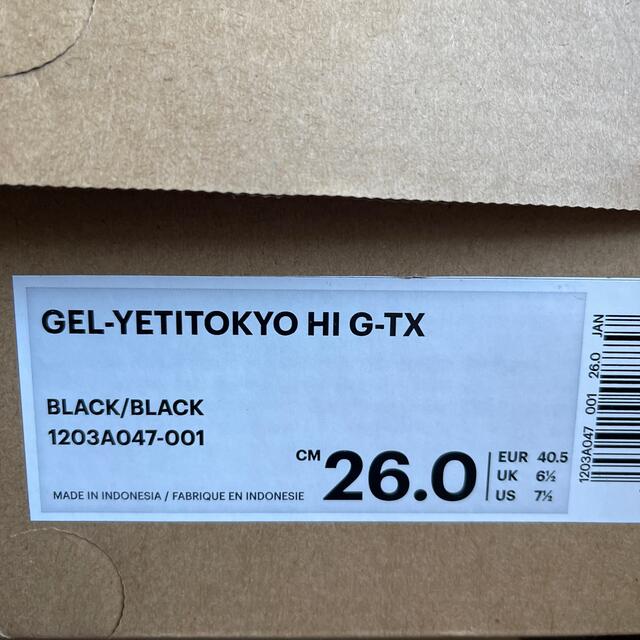 GEL-YETITOKYO HI G-TX
BLACK/BLACK
1203A047-001
MADE IN INDONESIA / FABRIQUE EN INDONESIE
CM 26.0
EUR 40.5
UK 6½
US 7½
1203A047 001 26.0 JAN